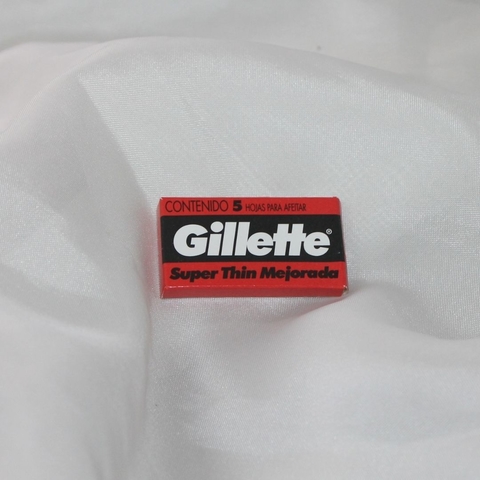 CONTENIDO 5 HOJAS PARA AFEITAR
Gillette®
Super Thin Mejorada